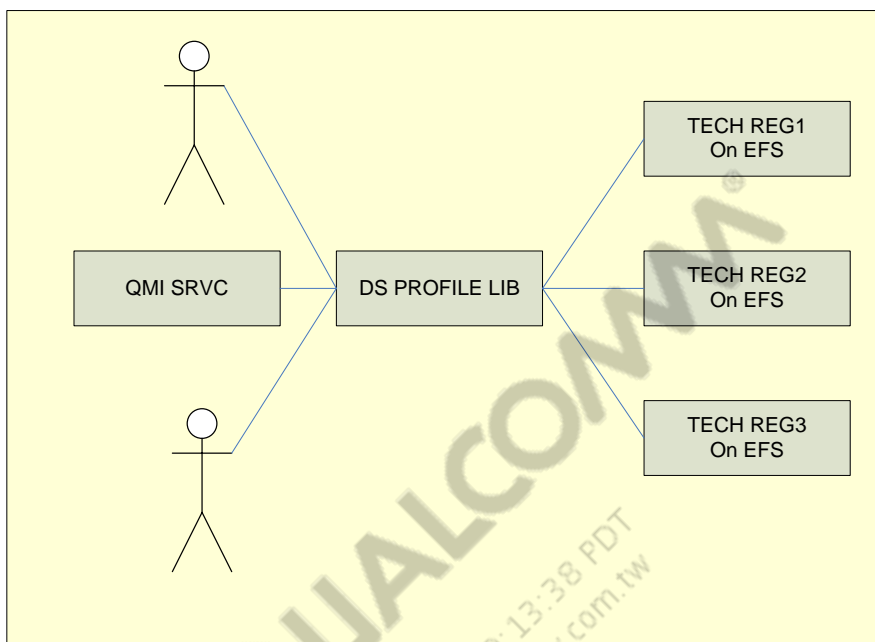 TECH REG1
On EFS
QMI SRVC
DS PROFILE LIB
TECH REG2
On EFS
TECH REG3
On EFS
UALCOMM®
:13:38 PDT
.com.tw